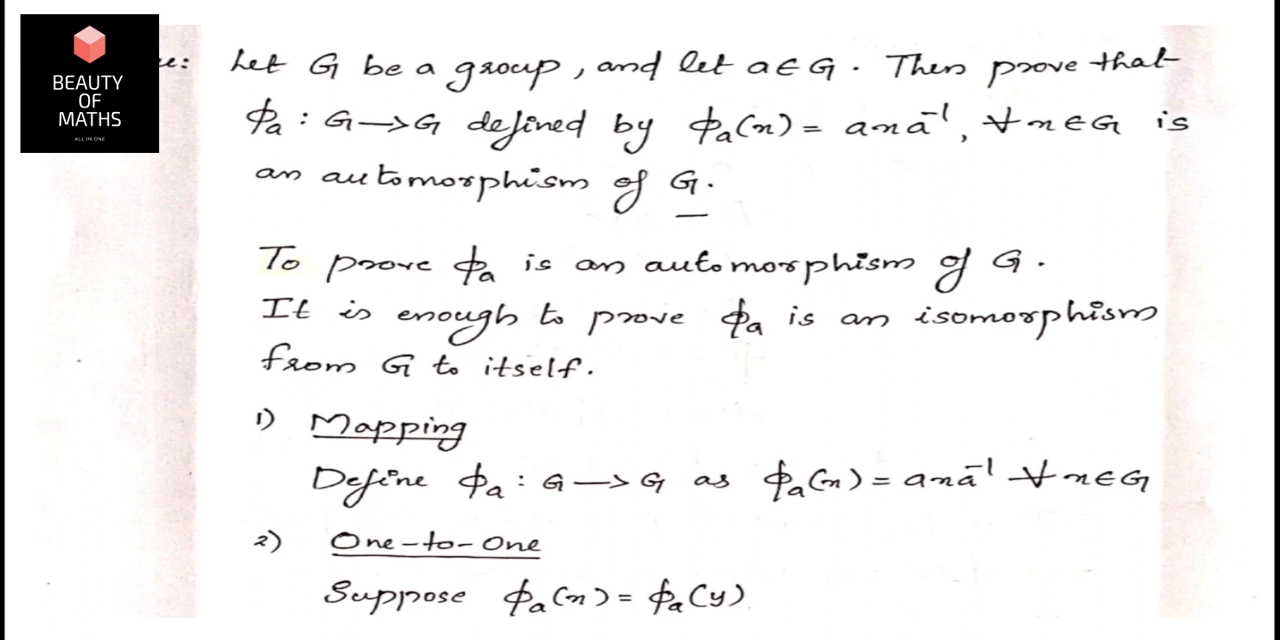 BEAUTY
OF
MATHS
ALL IN ONE
ue: Let G be a group, and let a∈G. Then prove that
ϕₐ : G→G defined by ϕₐ(x) = axa⁻¹, ∀x∈G is
an automorphism of G.
To prove ϕₐ is an automorphism of G.
It is enough to prove ϕₐ is an isomorphism
from G to itself.
1) Mapping
Define ϕₐ : G→G as ϕₐ(x) = axa⁻¹ ∀x∈G
2) One-to-One
Suppose ϕₐ(x) = ϕₐ(y)